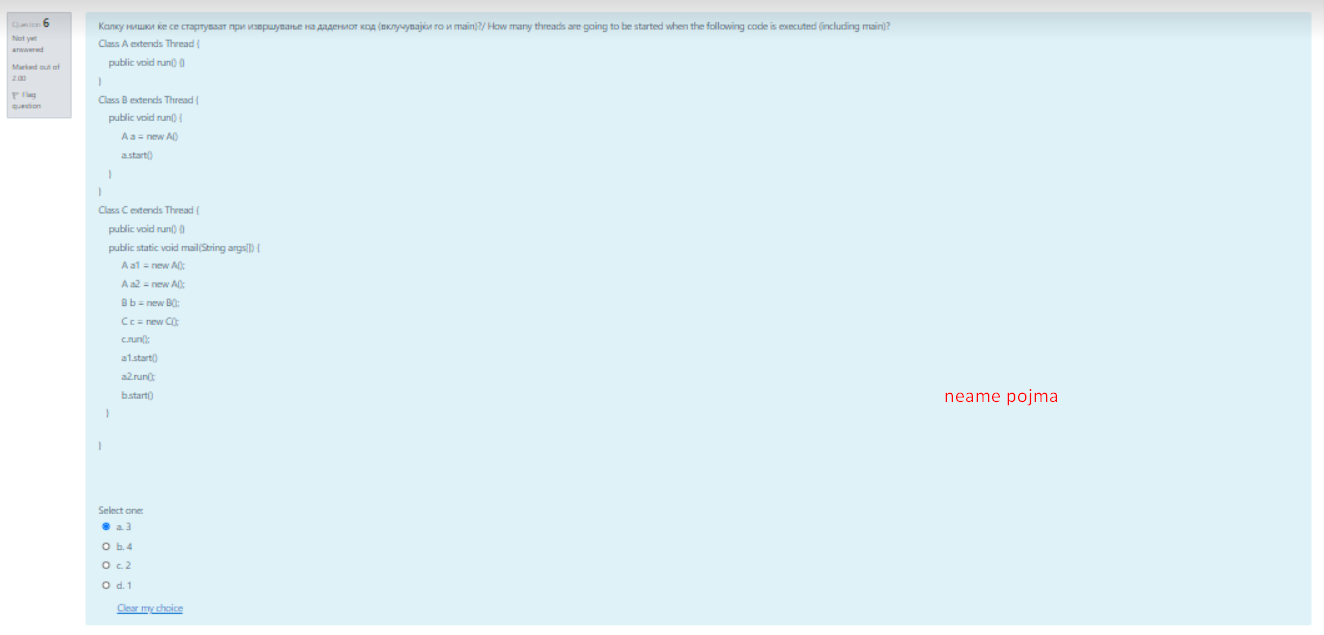 Question 6
Not yet
answered
Marked out of
2.00
Flag
question
Колку нишки ќе се стартуваат при извршување на дадениот код (вклучувајќи го и main)?/ How many threads are going to be started when the following code is executed (including main)?
Class A extends Thread {
public void run() {}
}
Class B extends Thread {
public void run() {
A a = new A()
a.start()
}
}
Class C extends Thread {
public void run() {}
public static void mail(String args[]) {
A a1 = new A();
A a2 = new A();
B b = new B();
C c = new C();
c.run();
a1.start()
a2.run();
b.start()
}
}
neame pojma
Select one:
a. 3
b. 4
c. 2
d. 1
Clear my choice